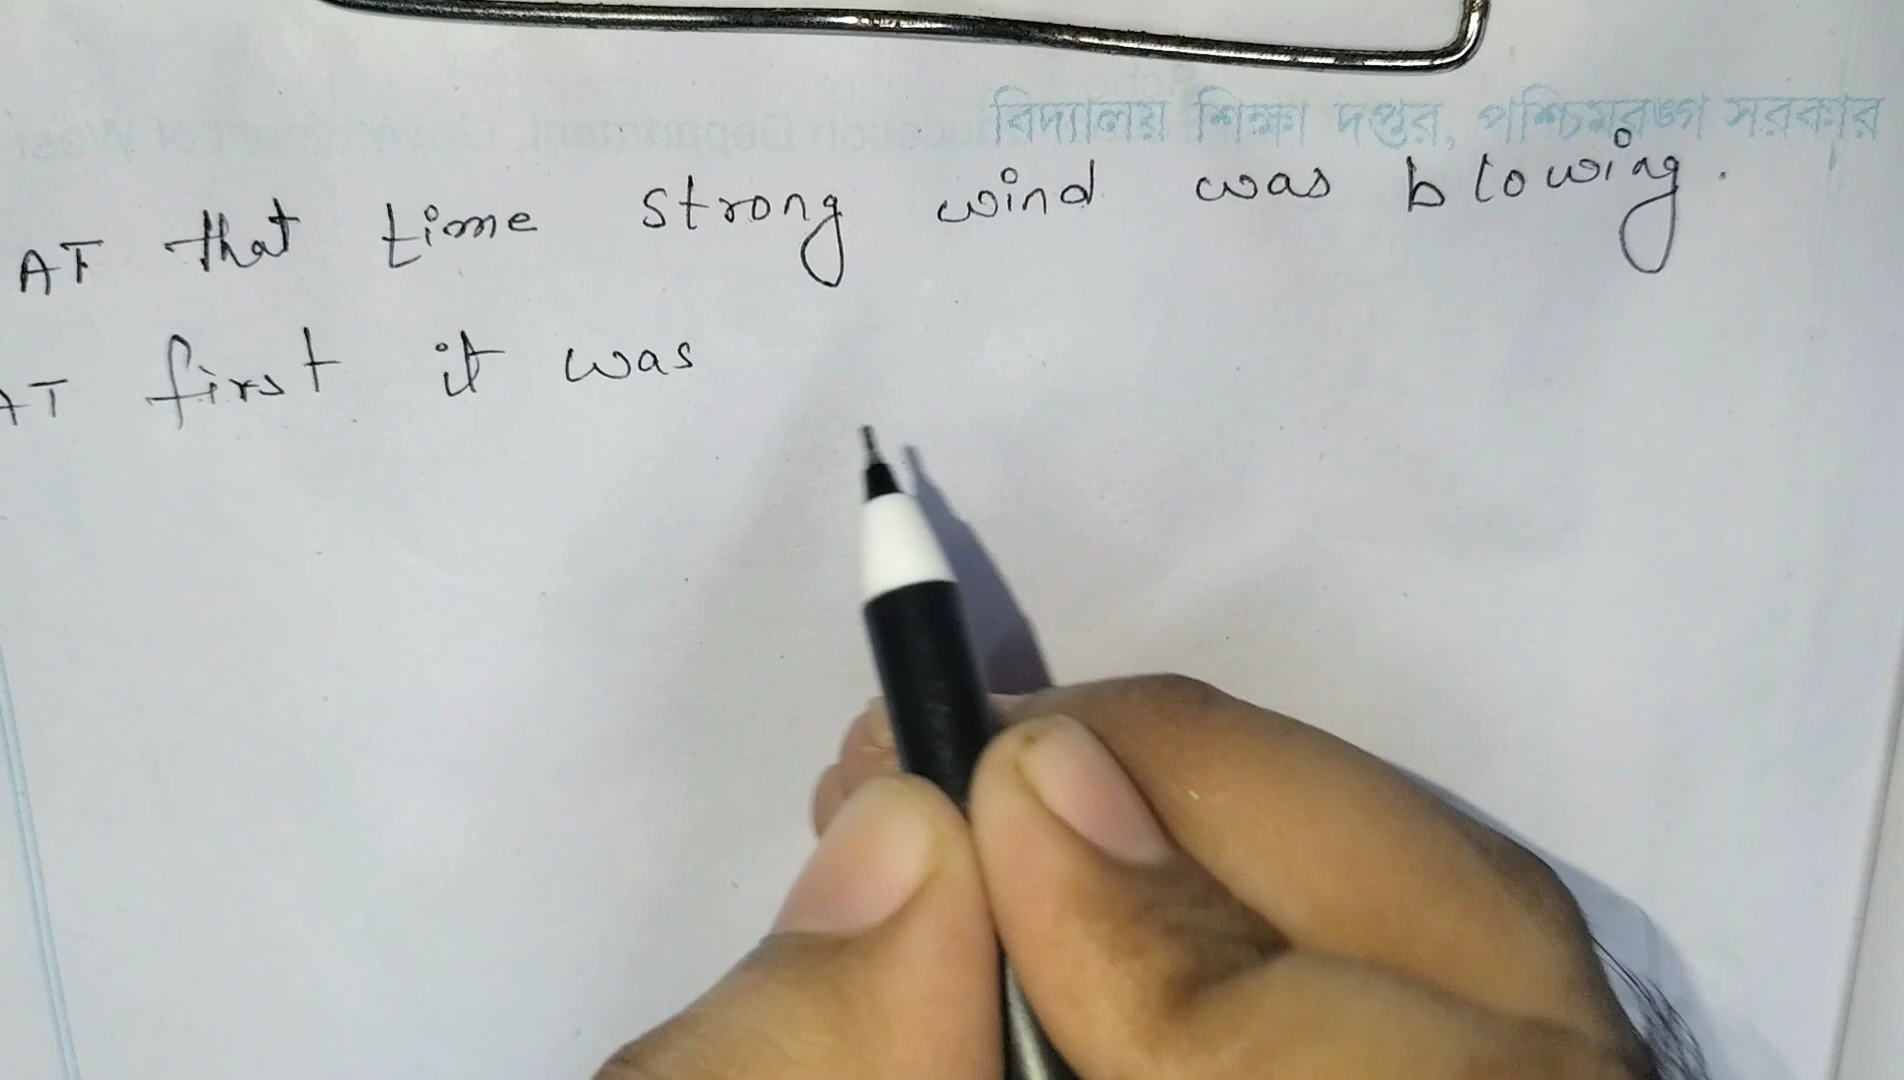 বিদ্যালয় শিক্ষা দপ্তর, পশ্চিমবঙ্গ সরকার
AT that time strong wind was blowing.
AT first it was